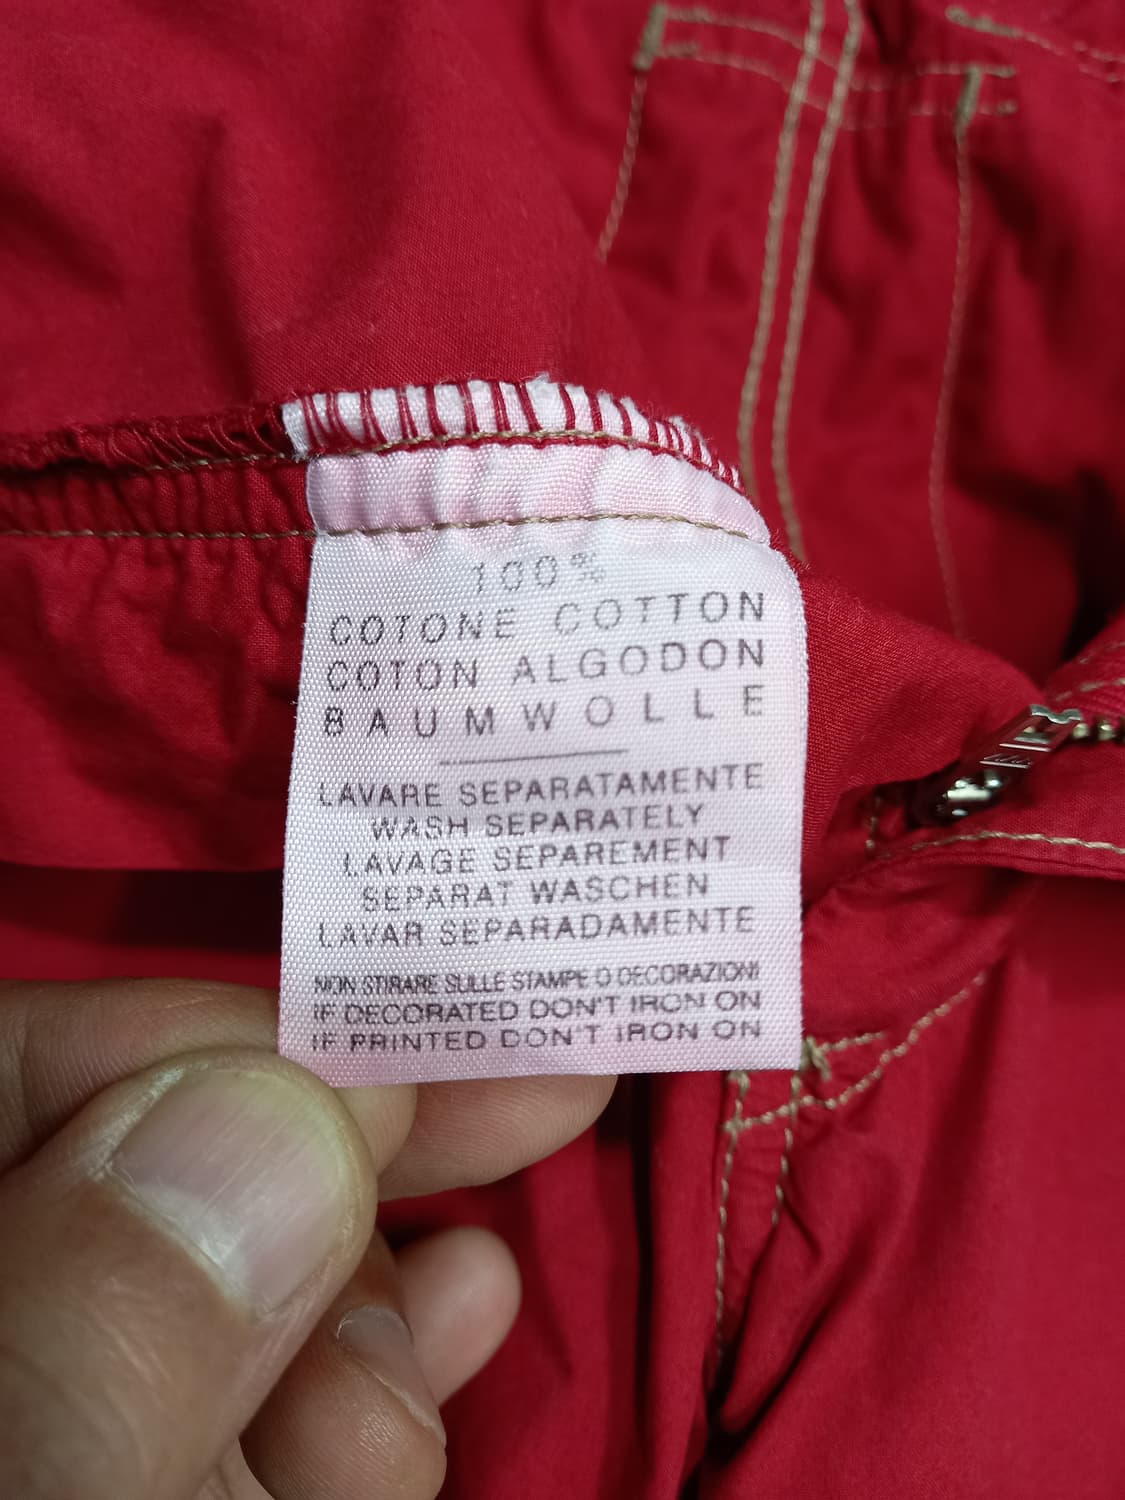 100%
COTONE COTTON
COTON ALGODON
BAUMWOLLE
LAVARE SEPARATAMENTE
WASH SEPARATELY
LAVAGE SEPAREMENT
SEPARAT WASCHEN
LAVAR SEPARADAMENTE
NON STIRARE SULLE STAMPE O DECORAZIONI
IF DECORATED DON'T IRON ON
IF PRINTED DON'T IRON ON